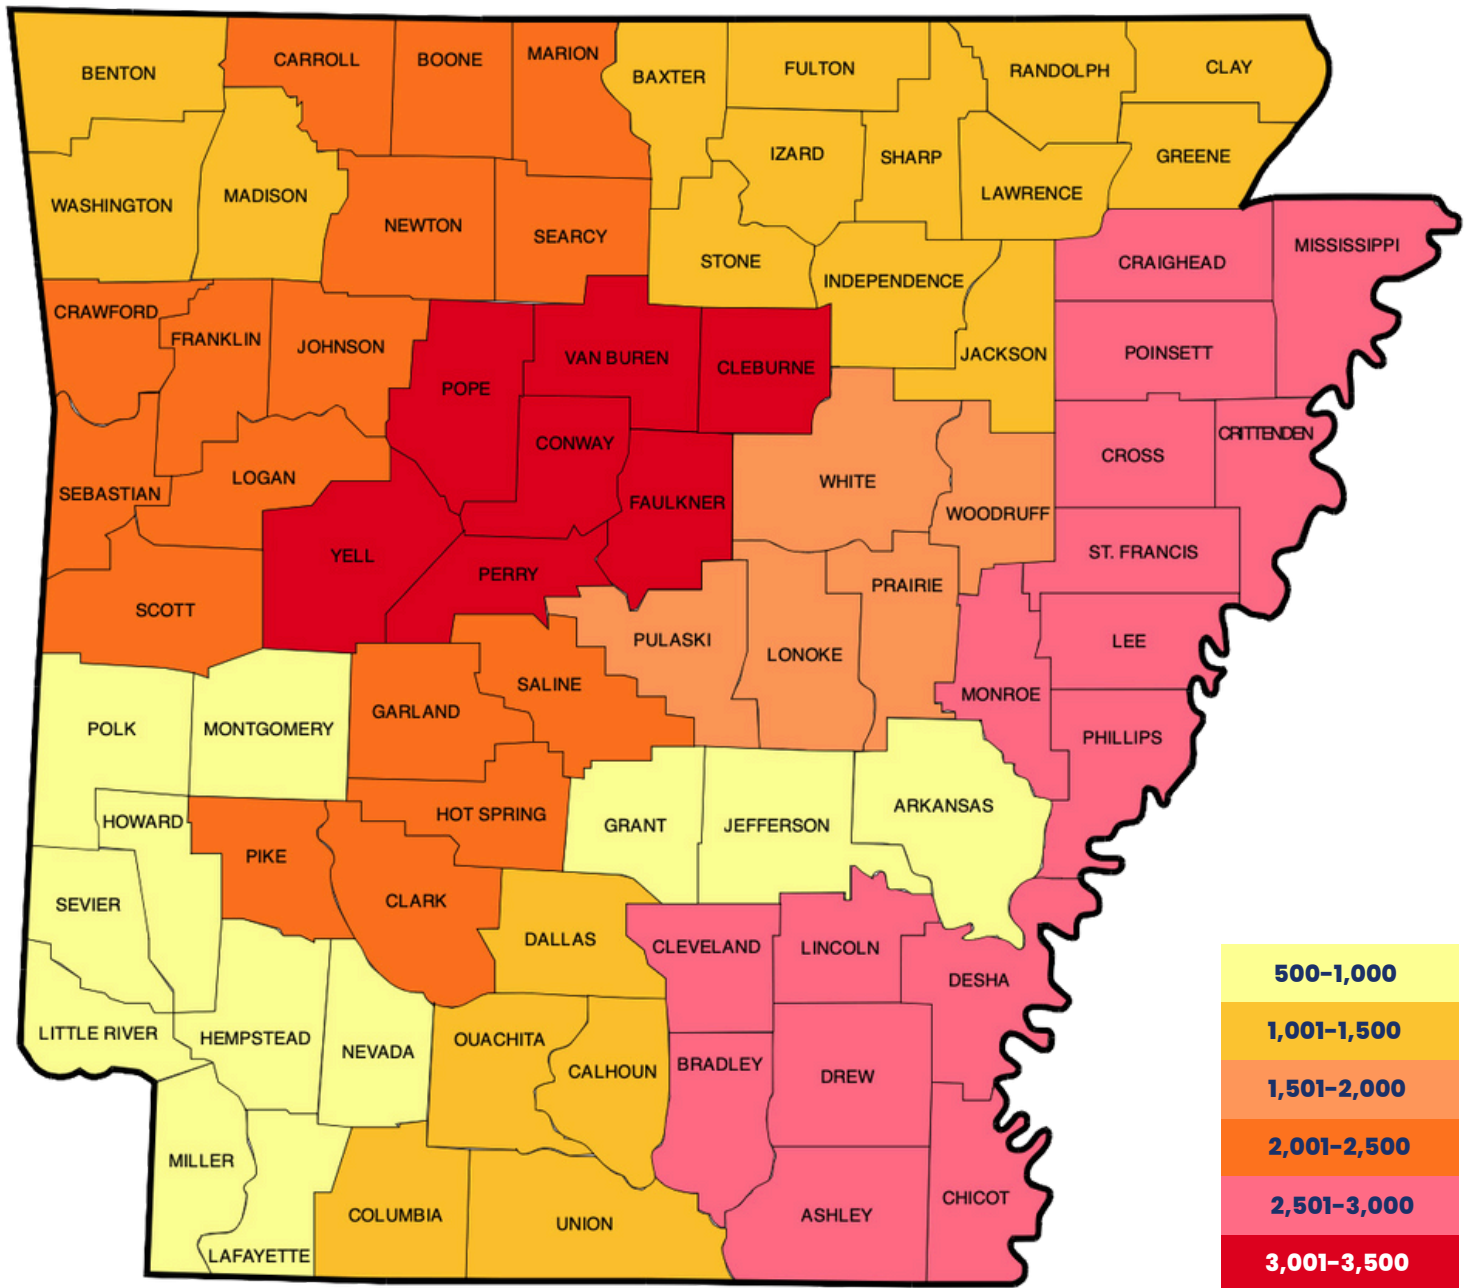 BENTON
CARROLL
BOONE
MARION
BAXTER
FULTON
RANDOLPH
CLAY
WASHINGTON
MADISON
NEWTON
SEARCY
STONE
IZARD
SHARP
LAWRENCE
GREENE
CRAIGHEAD
MISSISSIPPI
CRAWFORD
FRANKLIN
JOHNSON
POPE
VAN BUREN
CLEBURNE
INDEPENDENCE
JACKSON
POINSETT
SEBASTIAN
LOGAN
CONWAY
FAULKNER
WHITE
WOODRUFF
CROSS
CRITTENDEN
SCOTT
YELL
PERRY
PULASKI
LONOKE
PRAIRIE
ST. FRANCIS
LEE
MONROE
PHILLIPS
POLK
MONTGOMERY
GARLAND
SALINE
HOT SPRING
GRANT
JEFFERSON
ARKANSAS
HOWARD
PIKE
CLARK
SEVIER
DALLAS
CLEVELAND
LINCOLN
DESHA
LITTLE RIVER
HEMPSTEAD
NEVADA
OUACHITA
CALHOUN
BRADLEY
DREW
MILLER
LAFAYETTE
COLUMBIA
UNION
ASHLEY
CHICOT
500-1,000
1,001-1,500
1,501-2,000
2,001-2,500
2,501-3,000
3,001-3,500